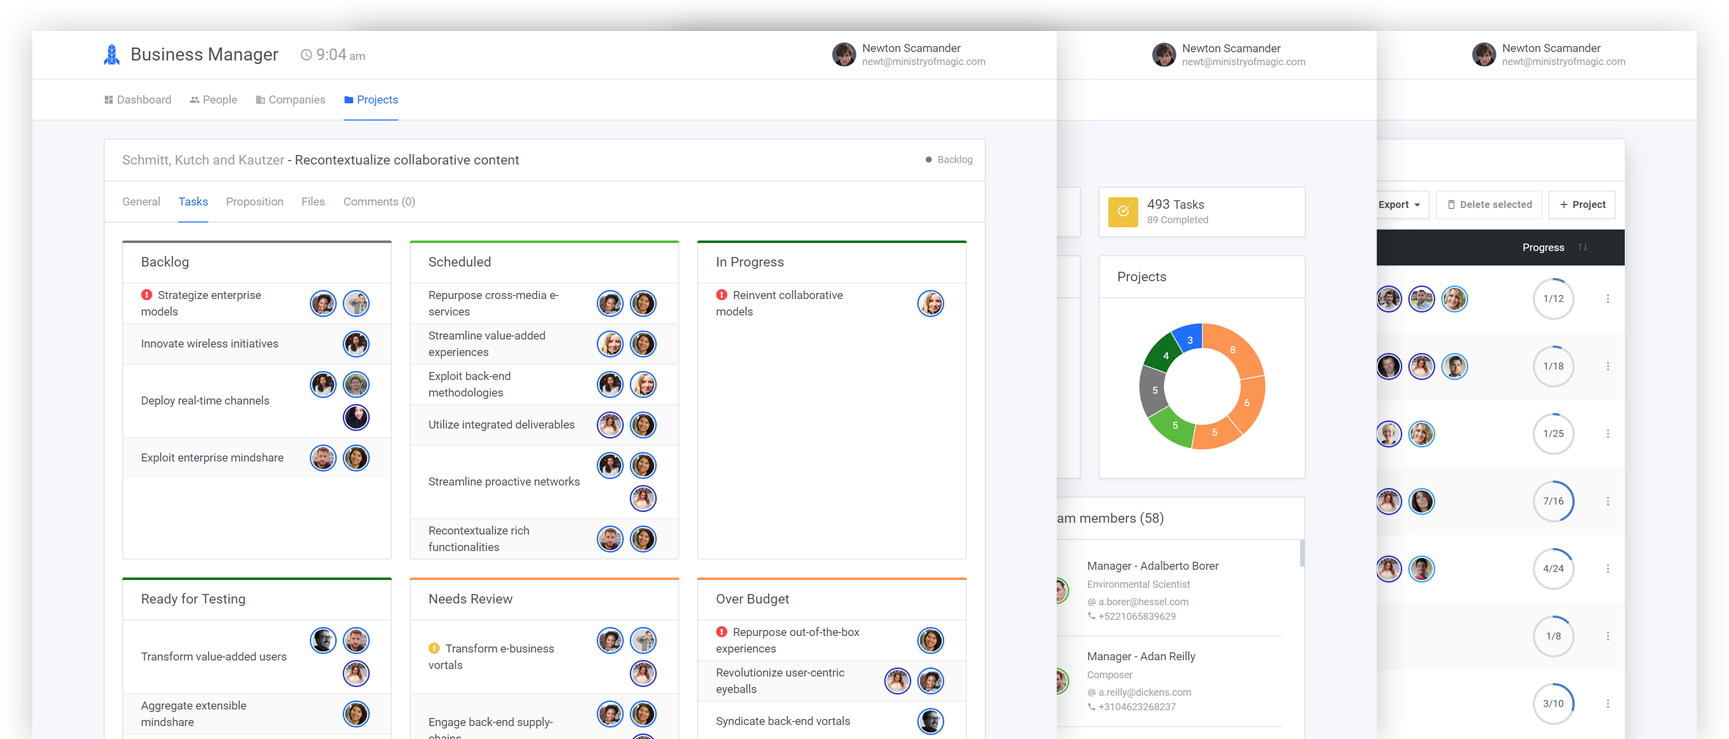 Business Manager
9:04 am
Newton Scamander
newt@ministryofmagic.com
Dashboard
People
Companies
Projects
Schmitt, Kutch and Kautzer - Recontextualize collaborative content
Backlog
General
Tasks
Proposition
Files
Comments (0)
Backlog
Strategize enterprise
models
Innovate wireless initiatives
Deploy real-time channels
Exploit enterprise mindshare
Scheduled
Repurpose cross-media e-
services
Streamline value-added
experiences
Exploit back-end
methodologies
Utilize integrated deliverables
Streamline proactive networks
Recontextualize rich
functionalities
In Progress
Reinvent collaborative
models
Ready for Testing
Transform value-added users
Aggregate extensible
mindshare
Needs Review
Transform e-business
vortals
Engage back-end supply-
chains
Over Budget
Repurpose out-of-the-box
experiences
Revolutionize user-centric
eyeballs
Syndicate back-end vortals
Newton Scamander
newt@ministryofmagic.com
493 Tasks
89 Completed
Projects
3
8
4
6
5
5
5
am members (58)
Manager - Adalberto Borer
Environmental Scientist
@ a.borer@hessel.com
+5221065839629
Manager - Adan Reilly
Composer
@ a.reilly@dickens.com
+3104623268237
Newton Scamander
newt@ministryofmagic.com
Export
Delete selected
+ Project
Progress
1/12
1/18
1/25
7/16
4/24
1/8
3/10